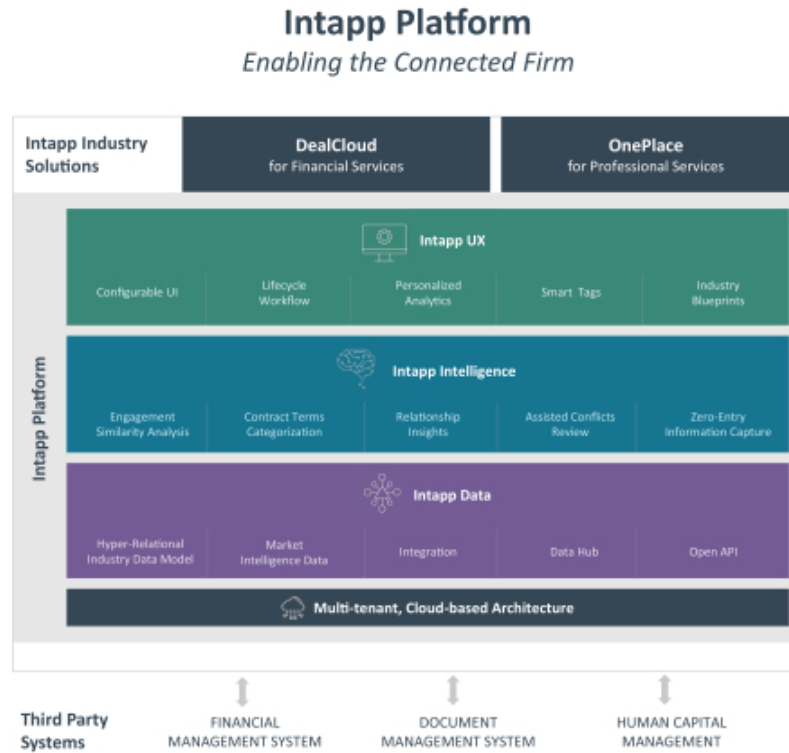 Intapp Platform
Enabling the Connected Firm
Intapp Industry
Solutions
DealCloud
for Financial Services
OnePlace
for Professional Services
Intapp Platform
Intapp UX
Configurable UI
Lifecycle
Workflow
Personalized
Analytics
Smart Tags
Industry
Blueprints
Intapp Intelligence
Engagement
Similarity Analysis
Contract Terms
Categorization
Relationship
Insights
Assisted Conflicts
Review
Zero-Entry
Information Capture
Intapp Data
Hyper-Relational
Industry Data Model
Market
Intelligence Data
Integration
Data Hub
Open API
Multi-tenant, Cloud-based Architecture
Third Party
Systems
FINANCIAL
MANAGEMENT SYSTEM
DOCUMENT
MANAGEMENT SYSTEM
HUMAN CAPITAL
MANAGEMENT